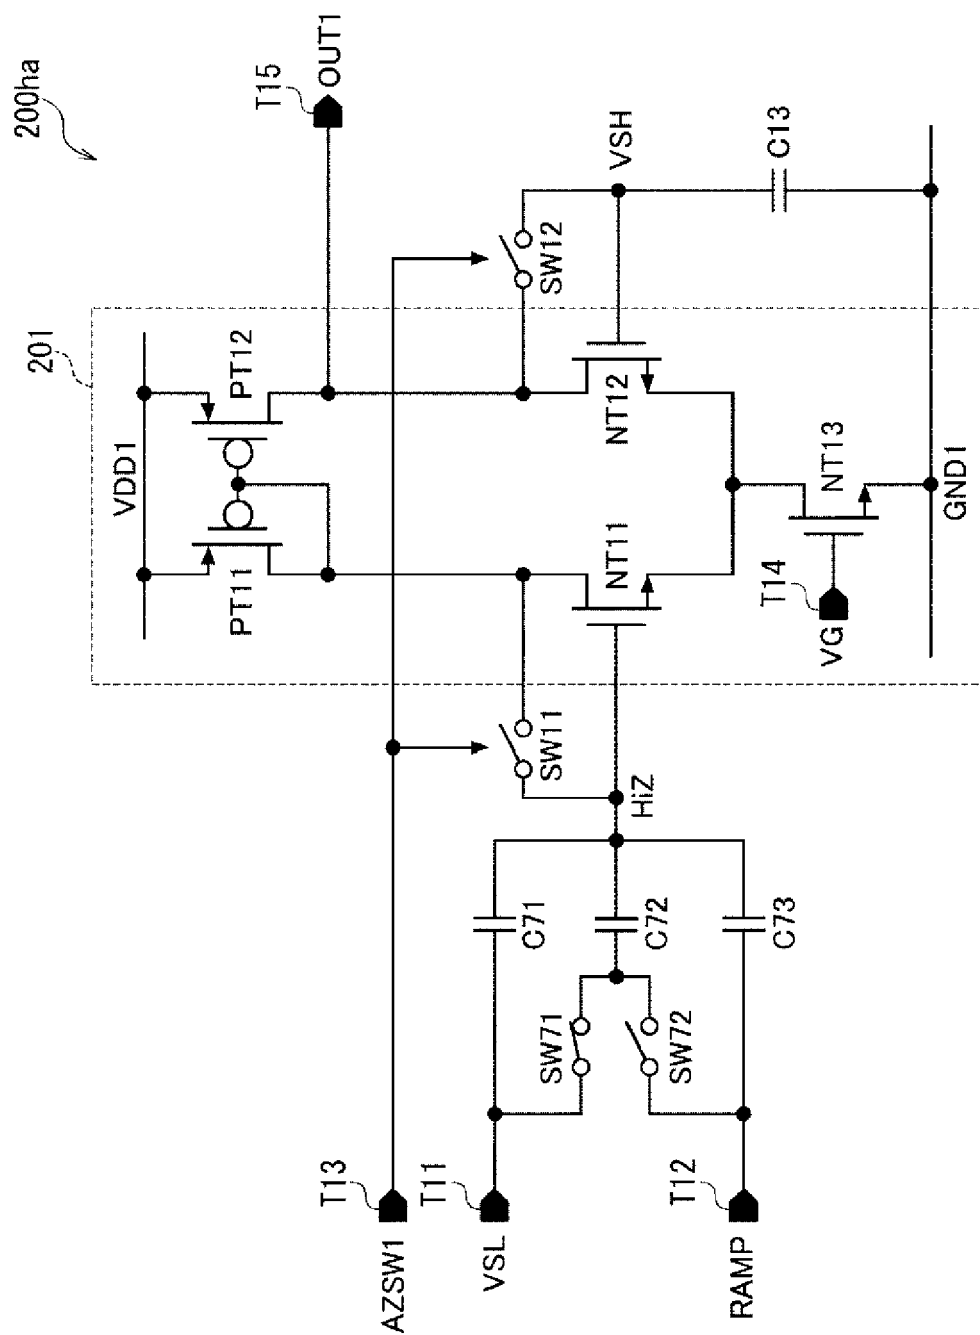 200ha
T15
OUT1
201
VDD1
PT11
PT12
SW12
VSH
C13
NT12
NT11
NT13
GND1
T14
VG
SW11
HiZ
C71
C72
C73
SW71
SW72
T13
AZSW1
T11
VSL
T12
RAMP